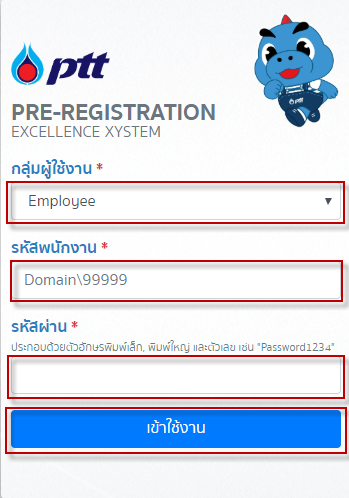 ptt
PRE-REGISTRATION
EXCELLENCE XYSTEM
กลุ่มผู้ใช้งาน *
Employee
รหัสพนักงาน *
Domain\99999
รหัสผ่าน *
ประกอบด้วยตัวอักษรพิมพ์เล็ก, พิมพ์ใหญ่ และตัวเลข เช่น "Password1234"
เข้าใช้งาน